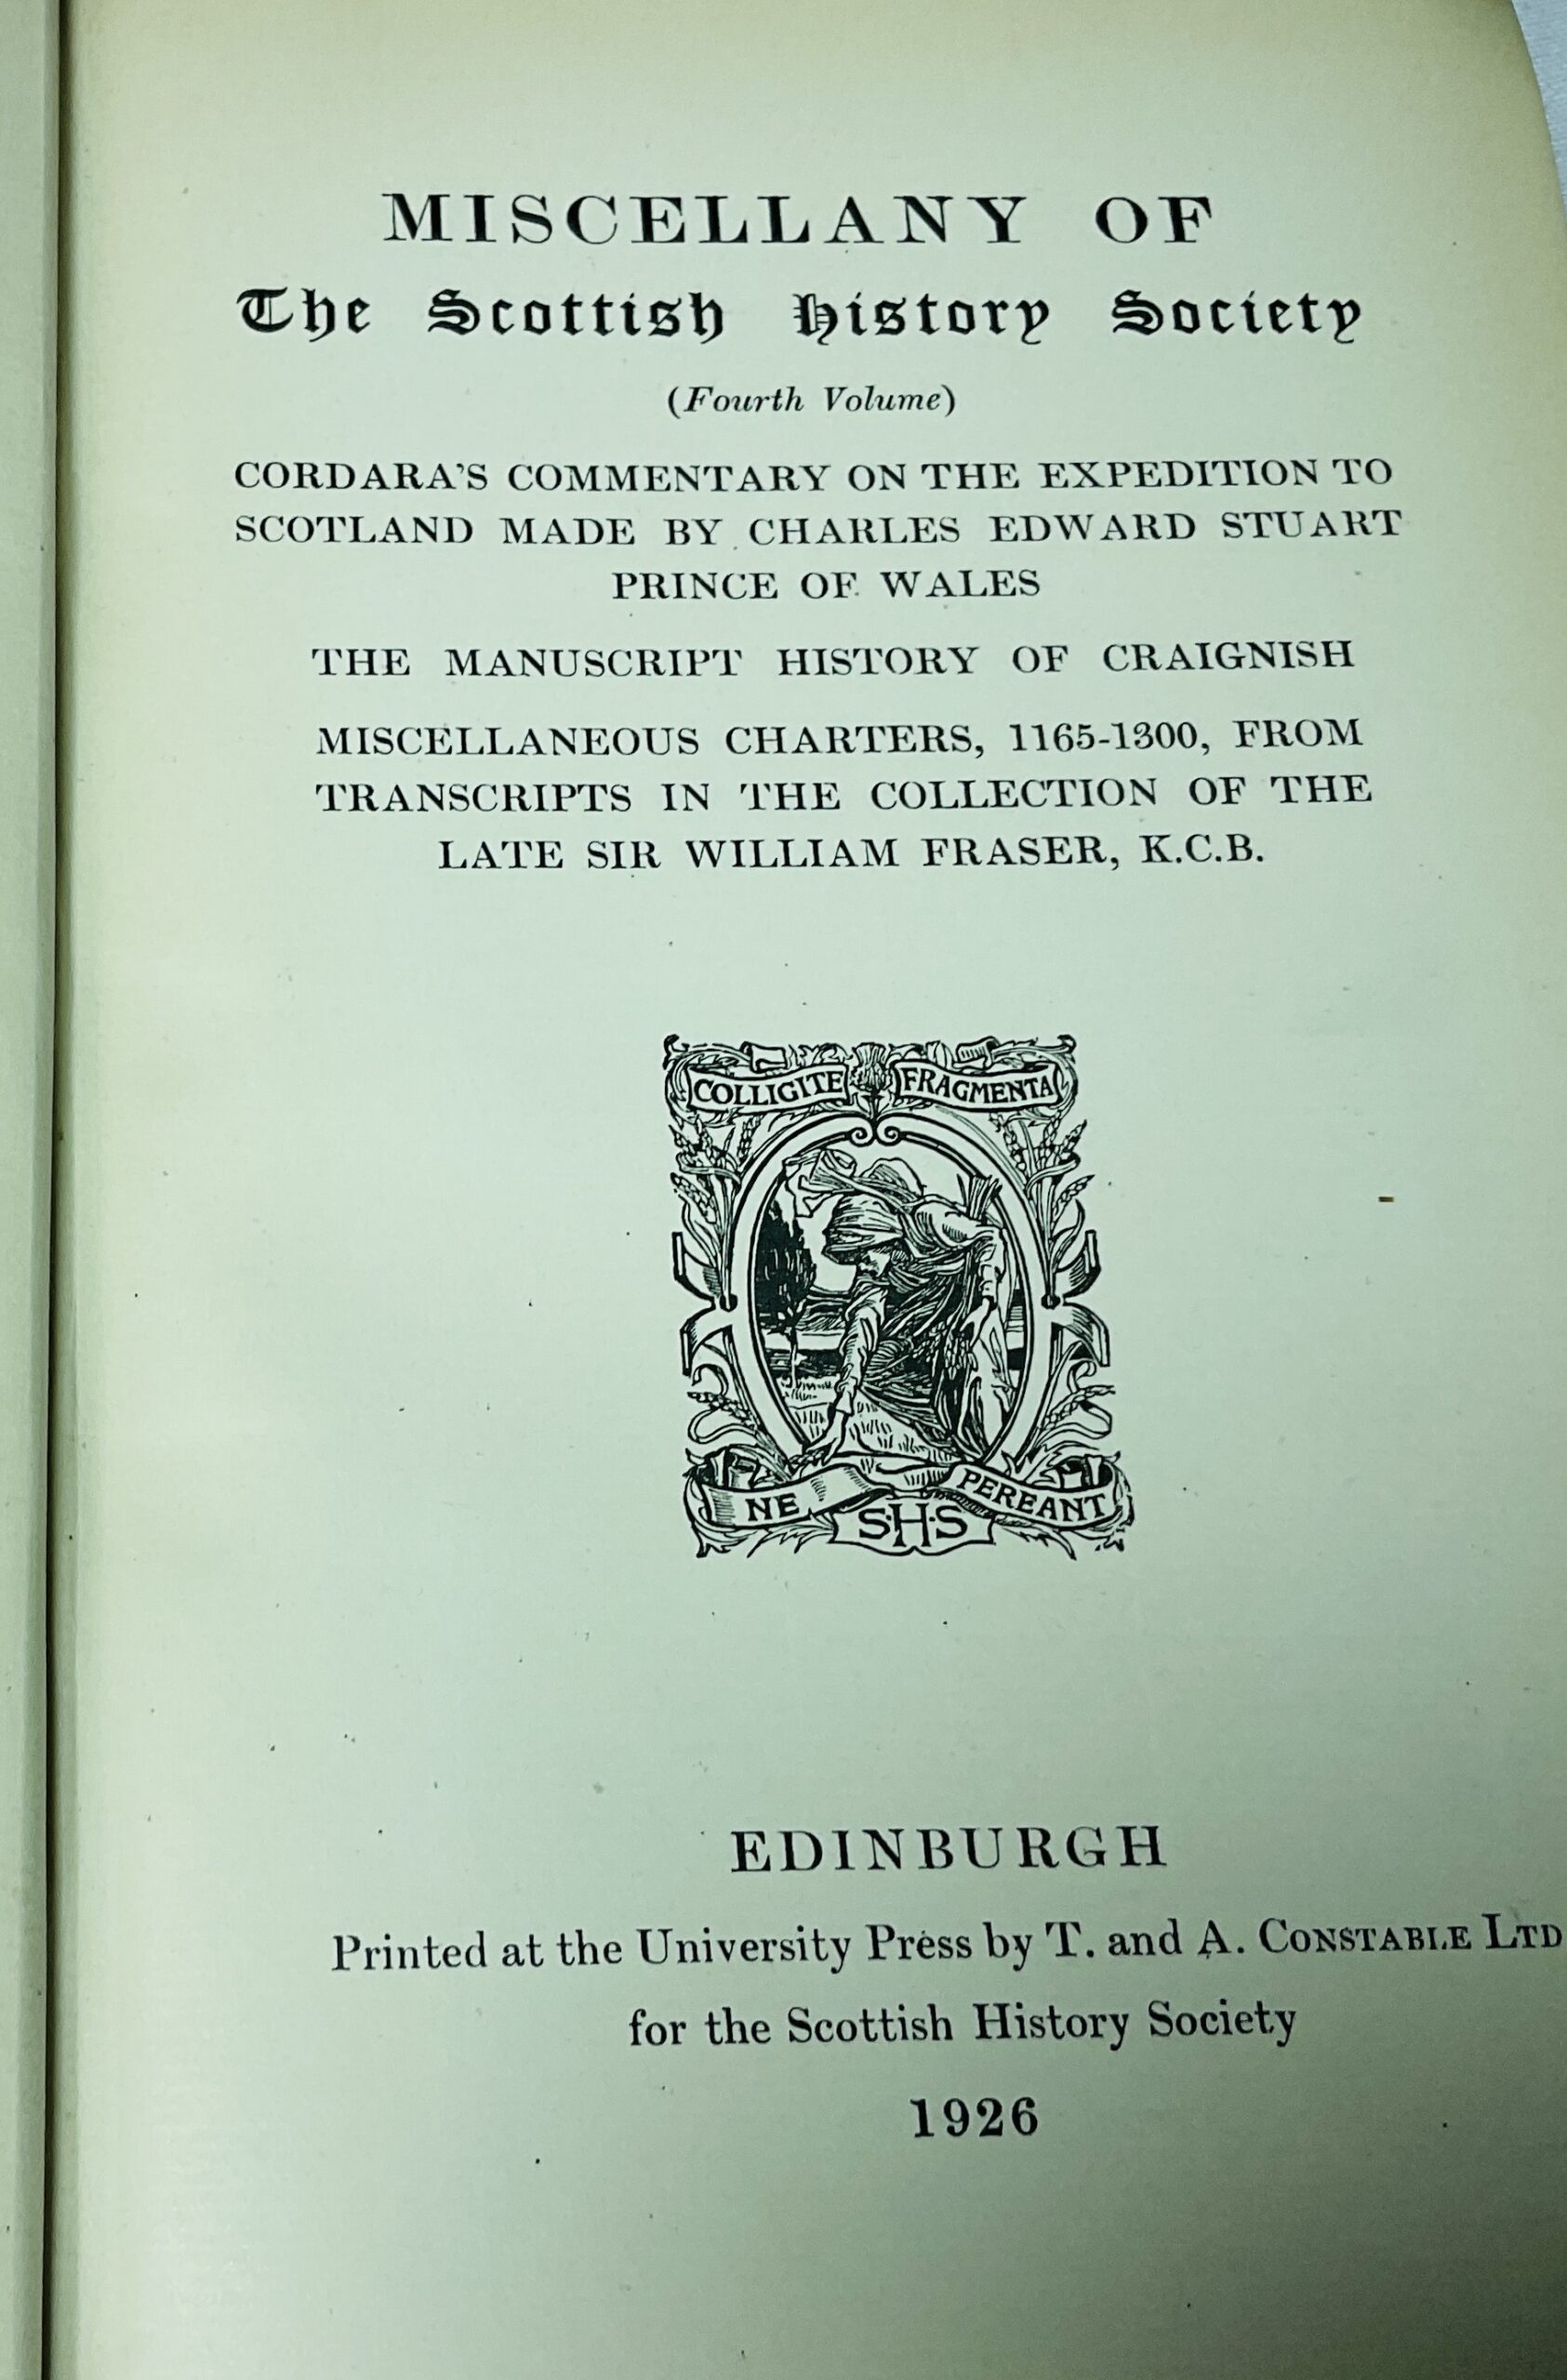 MISCELLANY OF
The Scottish History Society
(Fourth Volume)
CORDARA'S COMMENTARY ON THE EXPEDITION TO
SCOTLAND MADE BY CHARLES EDWARD STUART
PRINCE OF WALES
THE MANUSCRIPT HISTORY OF CRAIGNISH
MISCELLANEOUS CHARTERS, 1165-1300, FROM
TRANSCRIPTS IN THE COLLECTION OF THE
LATE SIR WILLIAM FRASER, K.C.B.
COLLIGITE FRAGMENTA
NE PEREANT
S·H·S
EDINBURGH
Printed at the University Press by T. and A. CONSTABLE LTD
for the Scottish History Society
1926